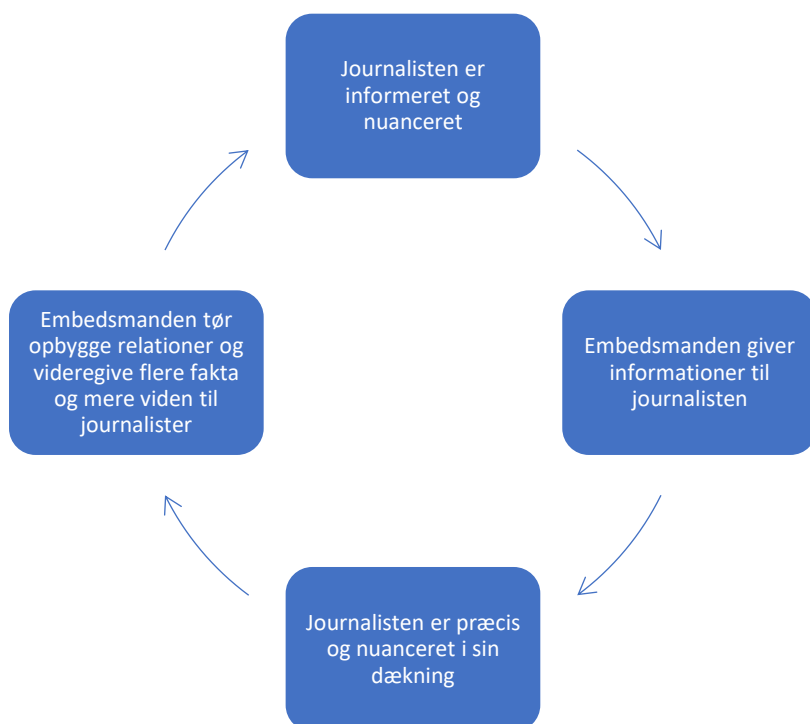 Journalisten er
informeret og
nuanceret
Embedsmanden giver
informationer til
journalisten
Journalisten er præcis
og nuanceret i sin
dækning
Embedsmanden tør
opbygge relationer og
videregive flere fakta
og mere viden til
journalister